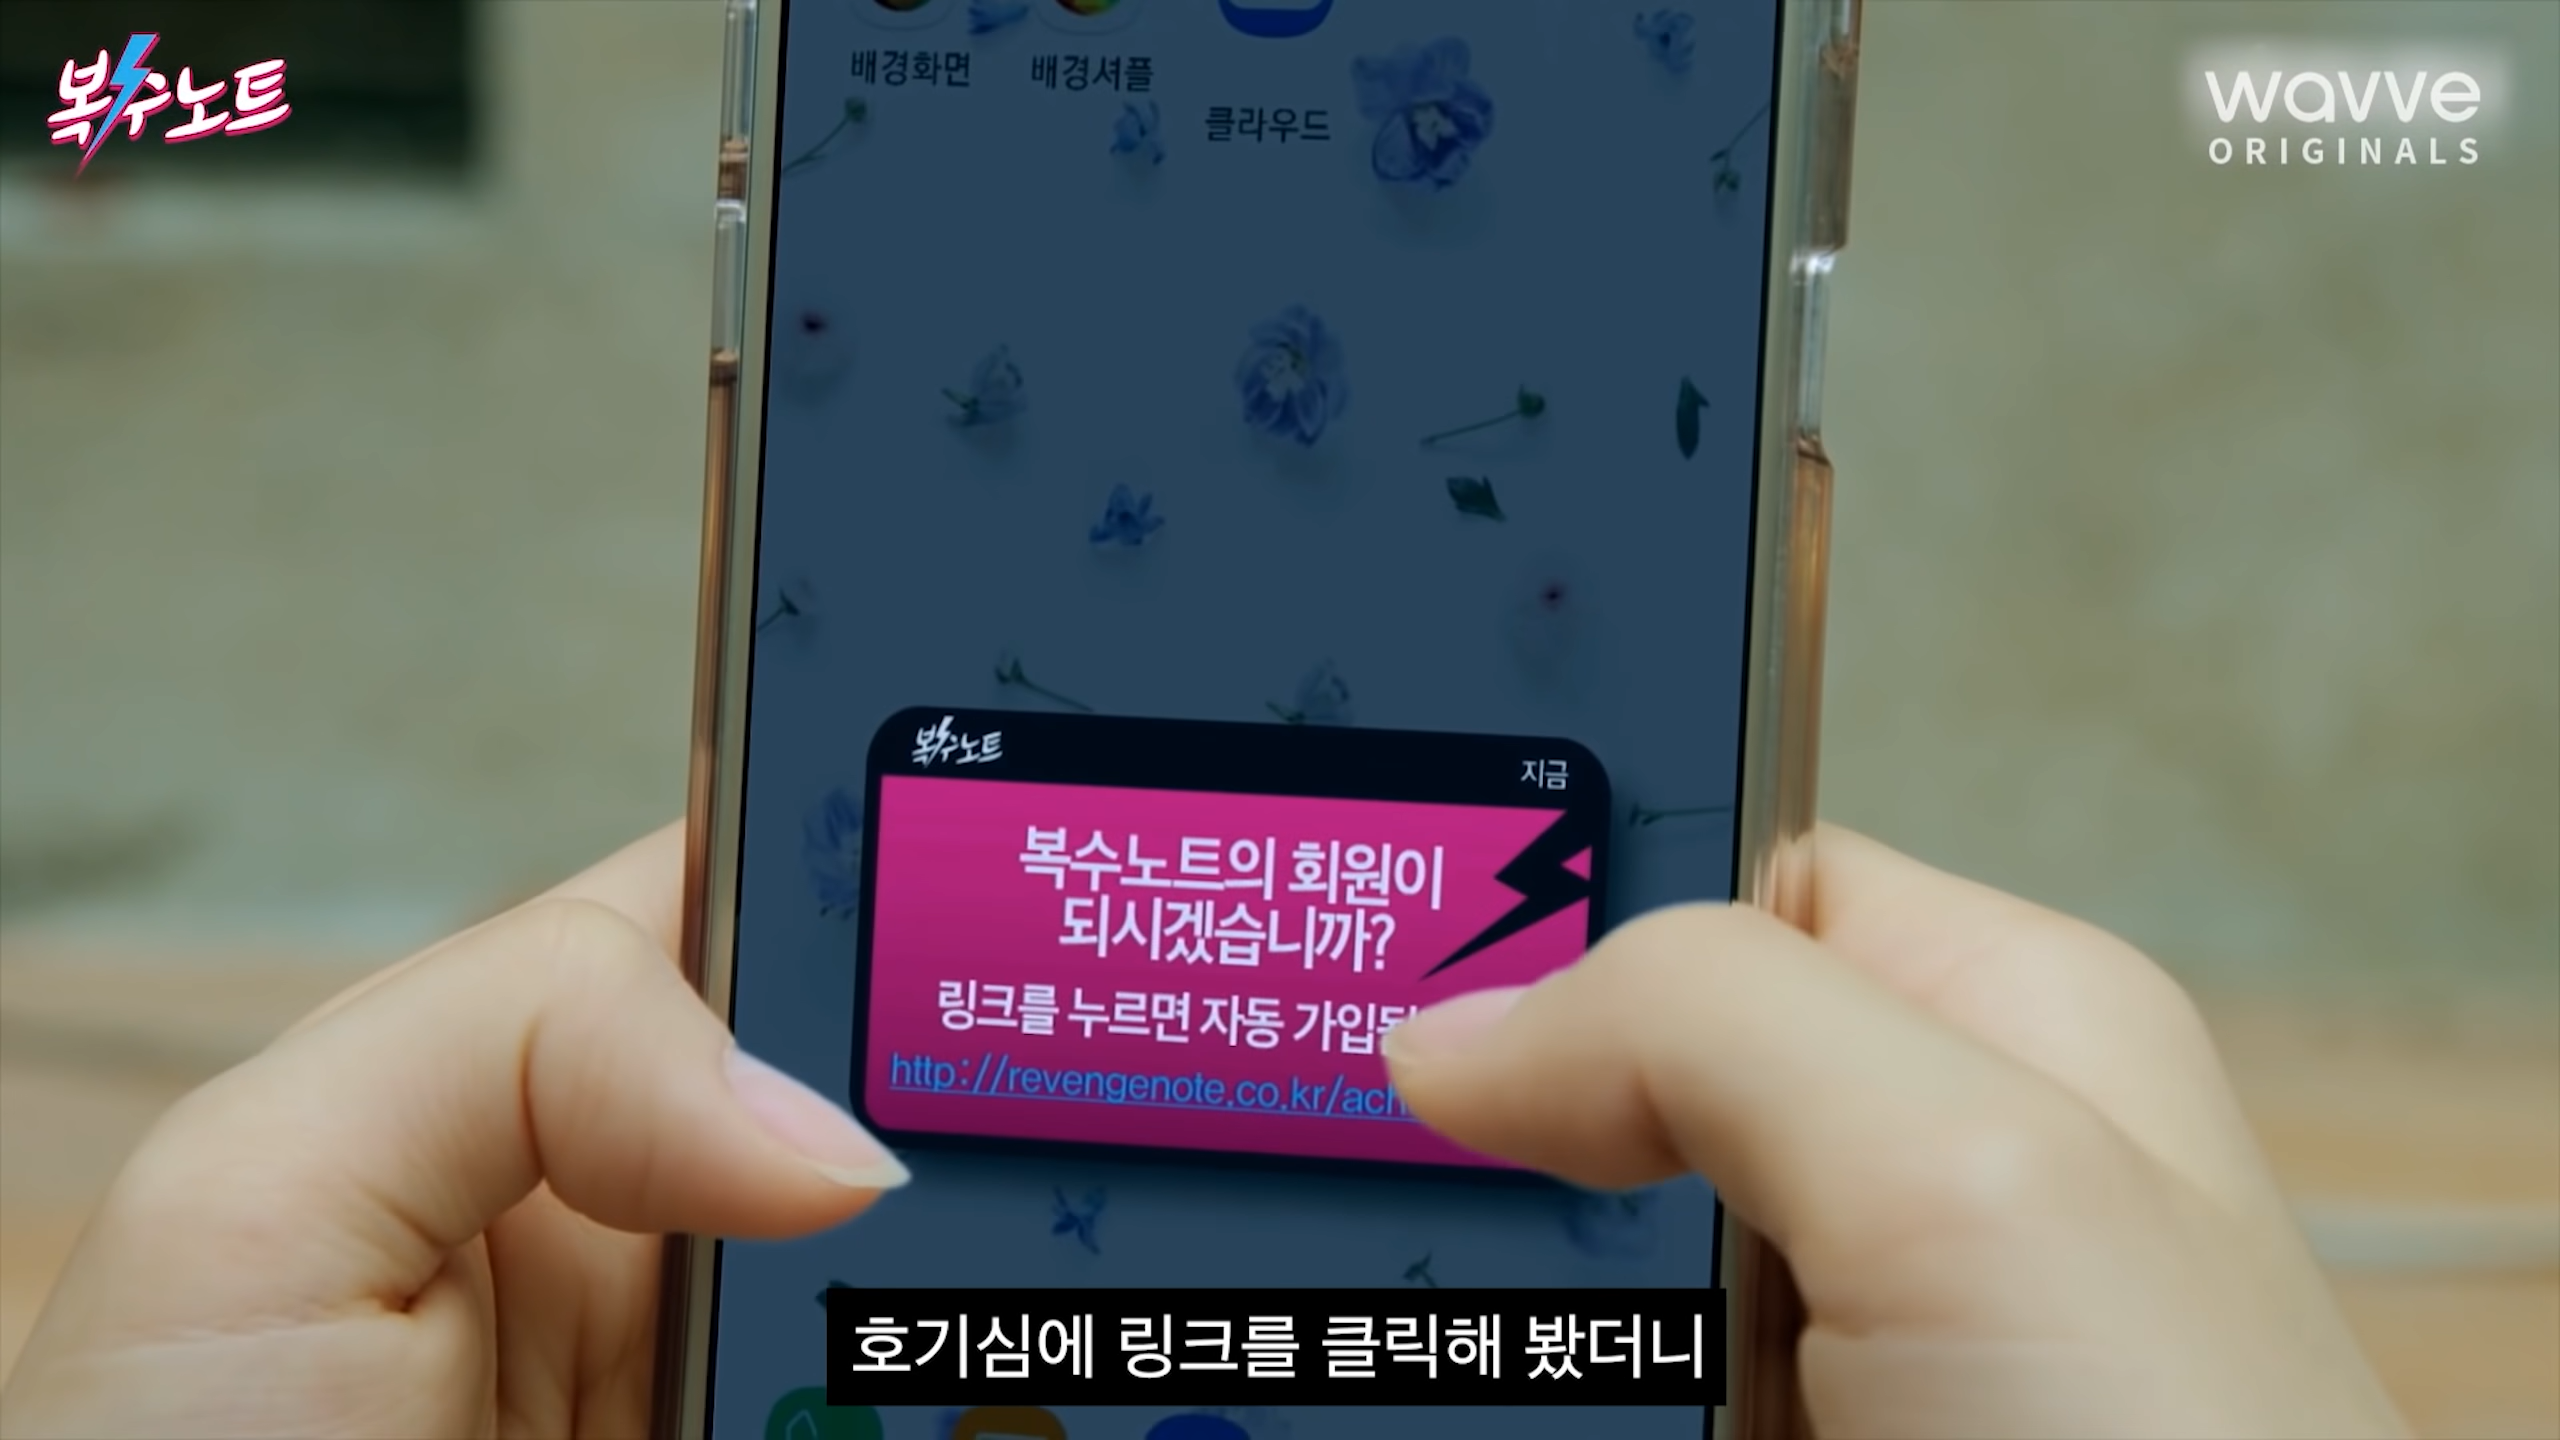 복수노트
wavve
ORIGINALS
배경화면
배경셔플
클라우드
복수노트
지금
복수노트의 회원이
되시겠습니까?
링크를 누르면 자동
http://revengenote.co.kr/ach
호기심에 링크를 클릭해 봤더니